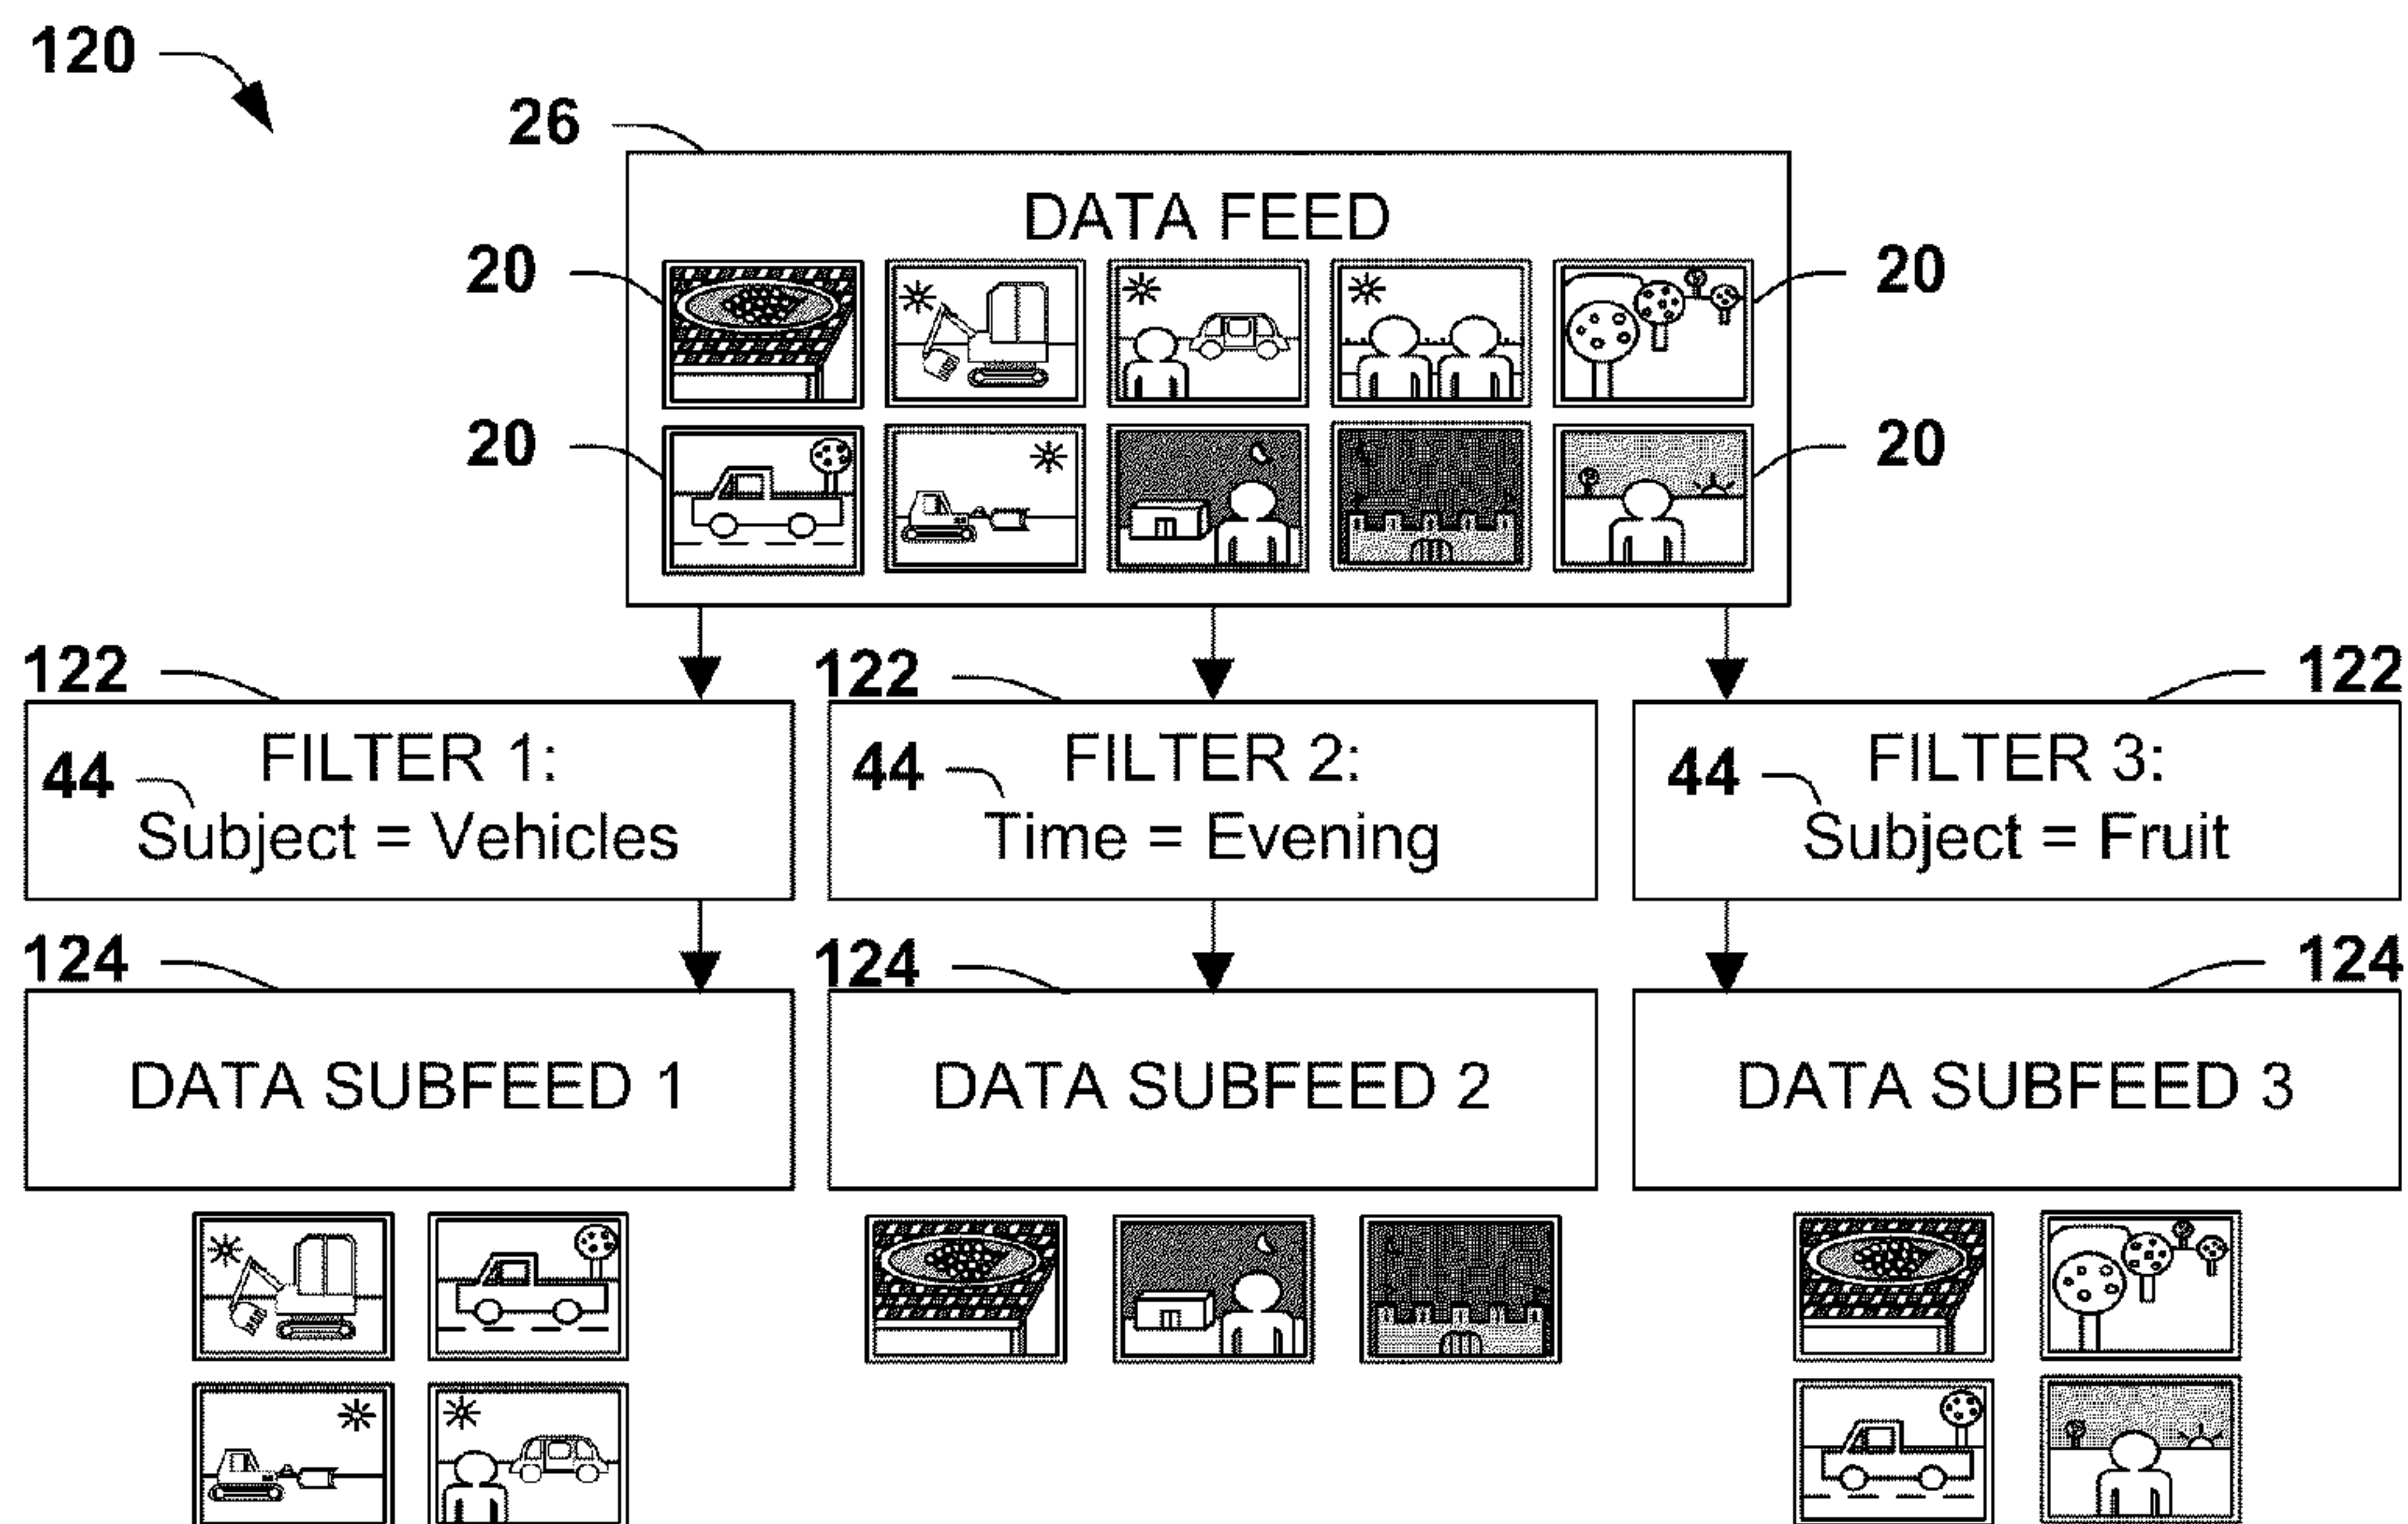 120
26
DATA FEED
20
20
20
20
122
122
122
FILTER 1:
44
Subject = Vehicles
FILTER 2:
44
Time = Evening
FILTER 3:
44
Subject = Fruit
124
124
124
DATA SUBFEED 1
DATA SUBFEED 2
DATA SUBFEED 3